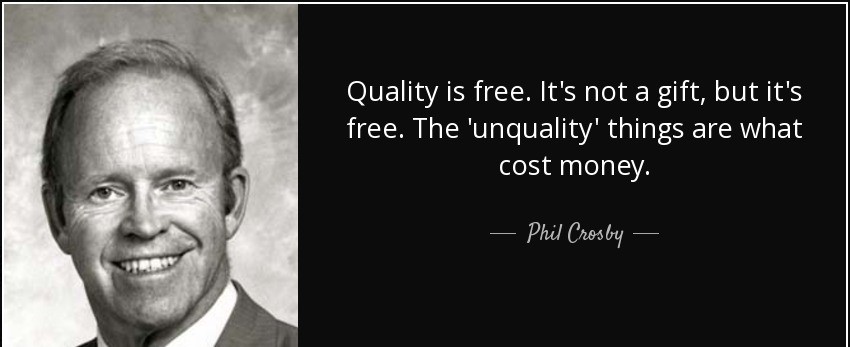 Quality is free. It's not a gift, but it's
free. The 'unquality' things are what
cost money.
Phil Crosby